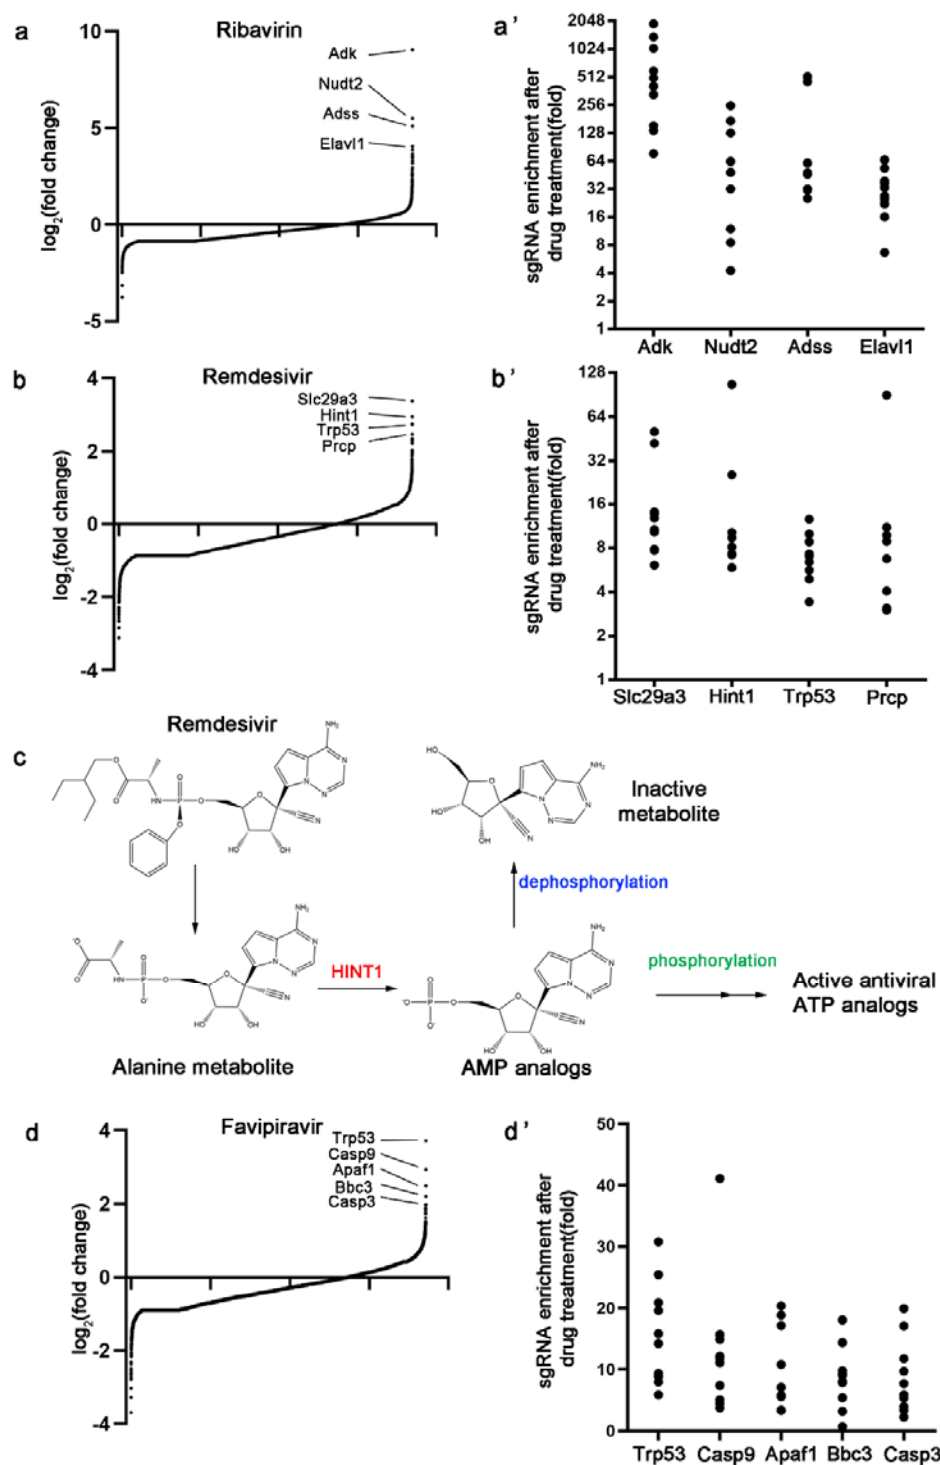 a
Ribavirin
10
5
0
-5
log2(fold change)
Adk
Nudt2
Adss
Elavl1
a'
2048
1024
512
256
128
64
32
16
8
4
2
1
sgRNA enrichment after
drug treatment(fold)
Adk Nudt2 Adss Elavl1
b
Remdesivir
4
2
0
-2
-4
log2(fold change)
Slc29a3
Hint1
Trp53
Prcp
b'
128
64
32
16
8
4
2
1
sgRNA enrichment after
drug treatment(fold)
Slc29a3 Hint1 Trp53 Prcp
c
Remdesivir
Inactive
metabolite
dephosphorylation
HINT1
phosphorylation
Active antiviral
ATP analogs
Alanine metabolite
AMP analogs
d
Favipiravir
4
2
0
-2
-4
log2(fold change)
Trp53
Casp9
Apaf1
Bbc3
Casp3
d'
50
40
30
20
10
0
sgRNA enrichment after
drug treatment(fold)
Trp53 Casp9 Apaf1 Bbc3 Casp3